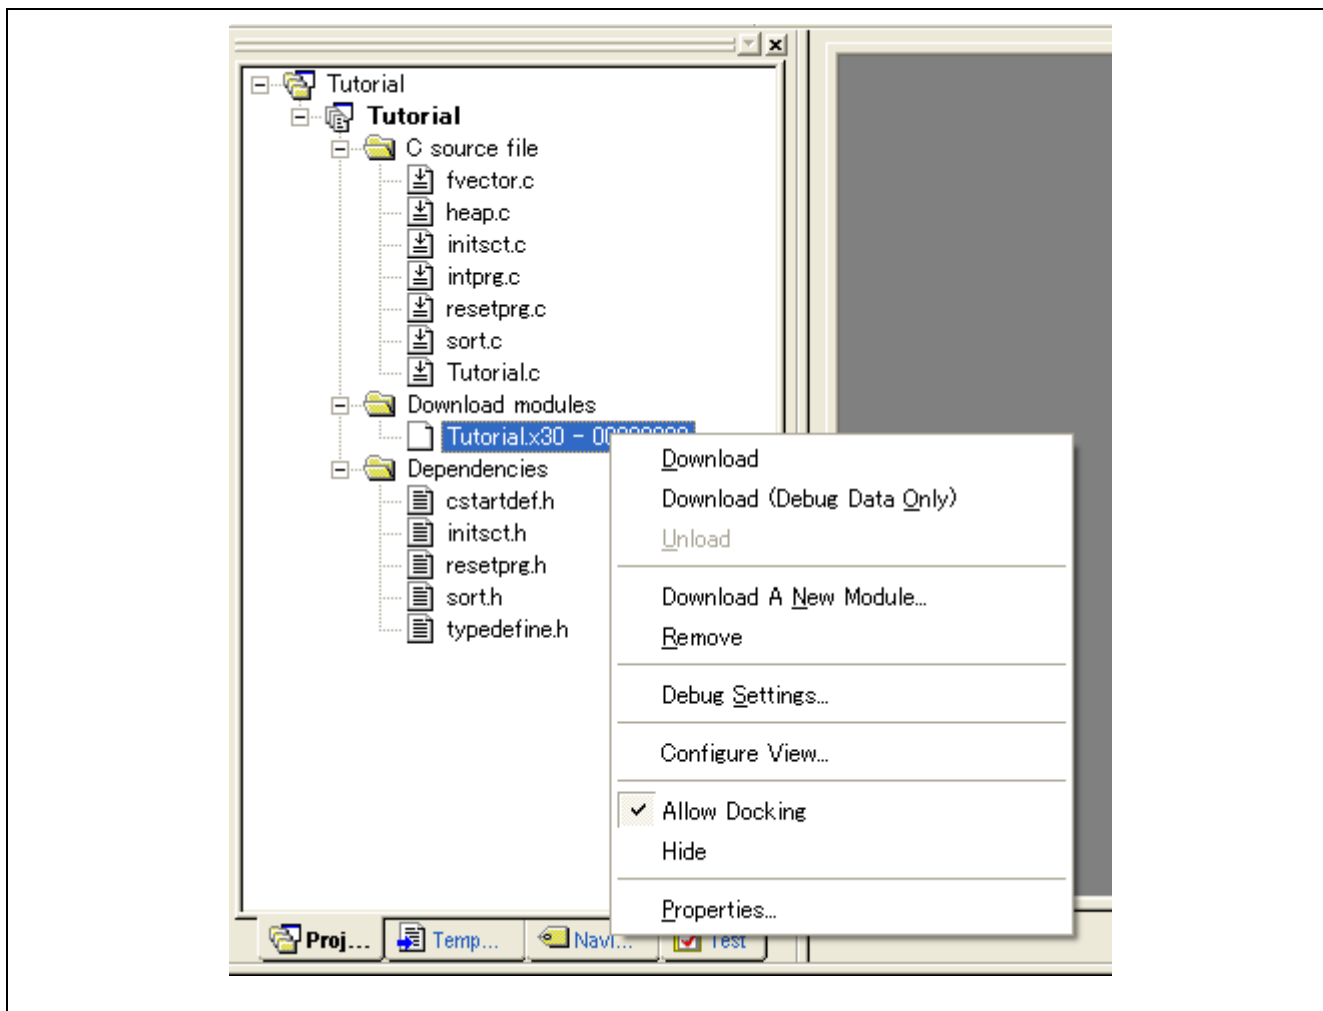 Tutorial
Tutorial
C source file
fvector.c
heap.c
initsct.c
intprg.c
resetprg.c
sort.c
Tutorial.c
Download modules
Tutorial.x30 - 00000000
Dependencies
cstartdef.h
initsct.h
resetprg.h
sort.h
typedefine.h
Download
Download (Debug Data Only)
Unload
Download A New Module...
Remove
Debug Settings...
Configure View...
Allow Docking
Hide
Properties...
Proj...
Temp...
Navi...
Test